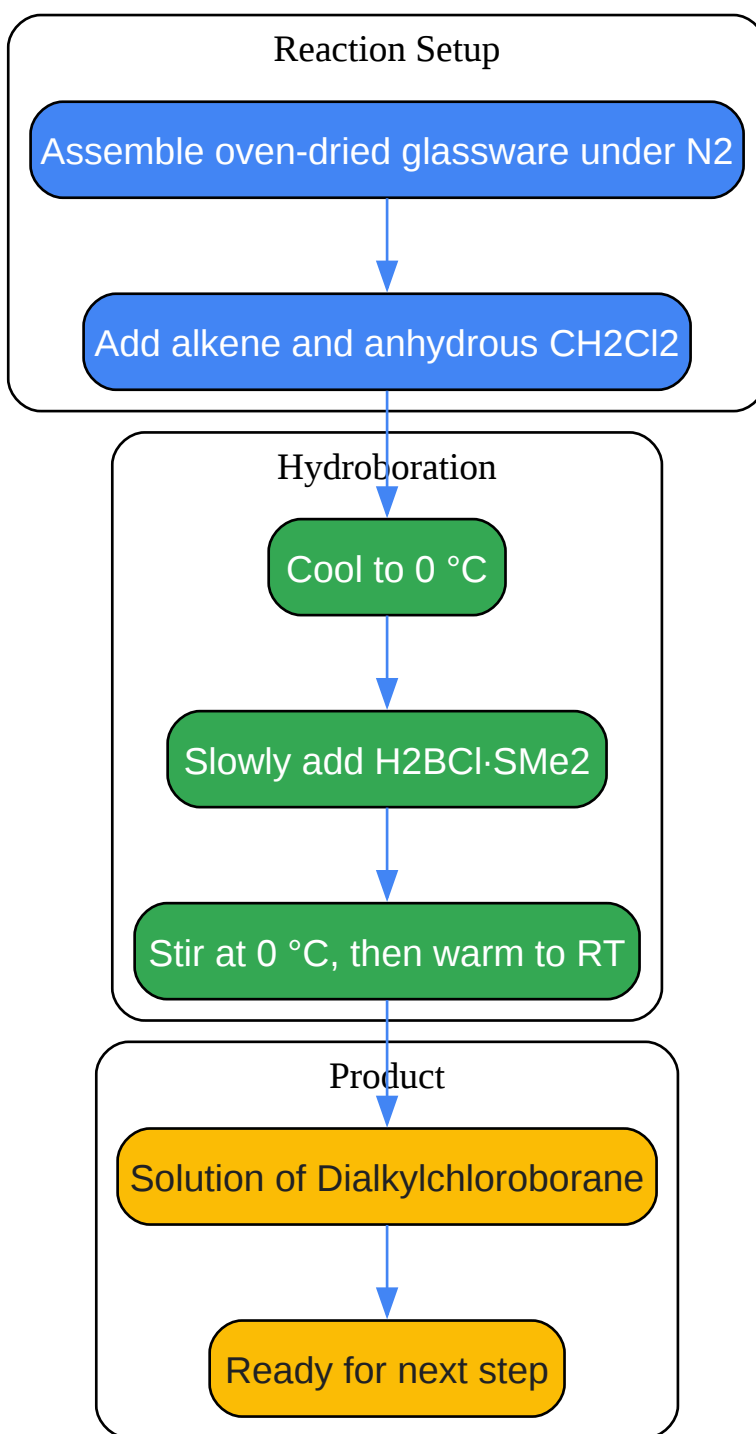 Reaction Setup
Assemble oven-dried glassware under N2
Add alkene and anhydrous CH2Cl2
Hydroboration
Cool to 0 °C
Slowly add H2BCl·SMe2
Stir at 0 °C, then warm to RT
Product
Solution of Dialkylchloroborane
Ready for next step